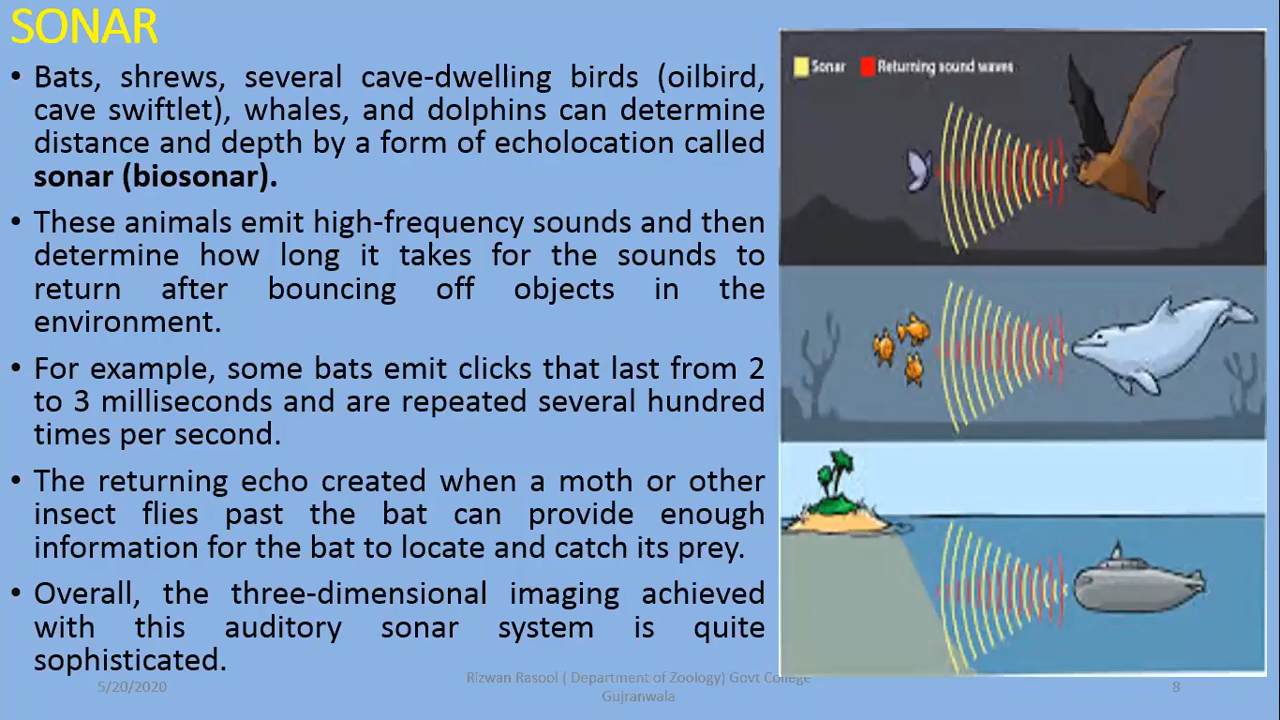 SONAR
• Bats, shrews, several cave-dwelling birds (oilbird,
cave swiftlet), whales, and dolphins can determine
distance and depth by a form of echolocation called
sonar (biosonar).
• These animals emit high-frequency sounds and then
determine how long it takes for the sounds to
return after bouncing off objects in the
environment.
• For example, some bats emit clicks that last from 2
to 3 milliseconds and are repeated several hundred
times per second.
• The returning echo created when a moth or other
insect flies past the bat can provide enough
information for the bat to locate and catch its prey.
• Overall, the three-dimensional imaging achieved
with this auditory sonar system is quite
sophisticated.
Sonar Returning sound waves
5/20/2020
Rizwan Rasool ( Department of Zoology) Govt College
Gujranwala
8